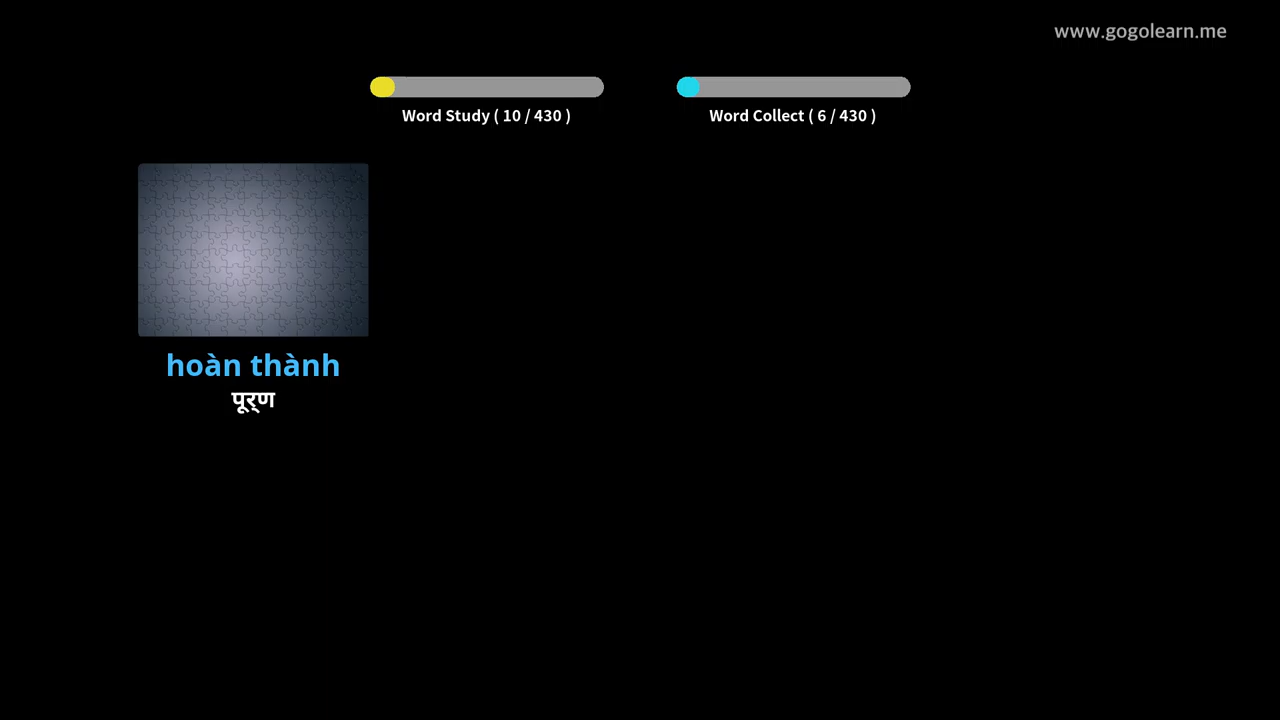 www.gogolearn.me
Word Study ( 10 / 430 )
Word Collect ( 6 / 430 )
hoàn thành
पूर्ण